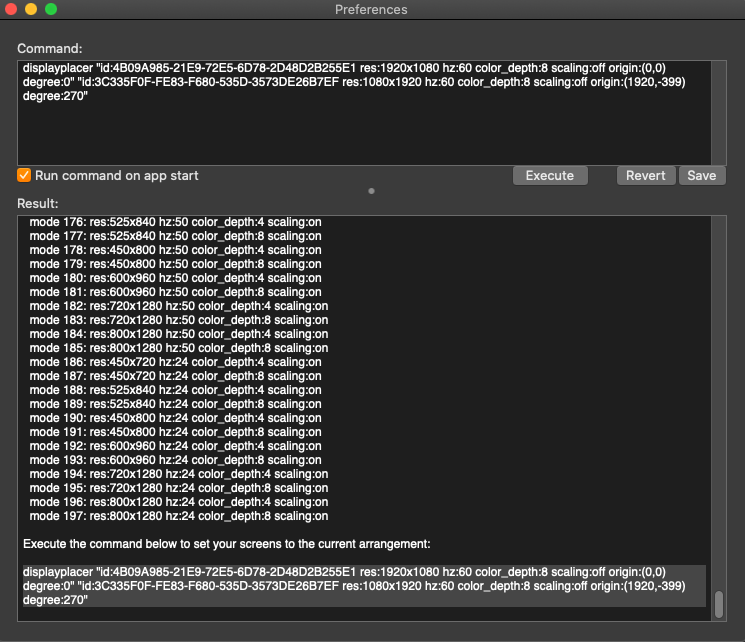 Preferences
Command:
displayplacer "id:4B09A985-21E9-72E5-6D78-2D48D2B255E1 res:1920x1080 hz:60 color_depth:8 scaling:off origin:(0,0)
degree:0" "id:3C335F0F-FE83-F680-535D-3573DE26B7EF res:1080x1920 hz:60 color_depth:8 scaling:off origin:(1920,-399)
degree:270"
Run command on app start
Execute
Revert
Save
Result:
mode 176: res:525x840 hz:50 color_depth:4 scaling:on
mode 177: res:525x840 hz:50 color_depth:8 scaling:on
mode 178: res:450x800 hz:50 color_depth:4 scaling:on
mode 179: res:450x800 hz:50 color_depth:8 scaling:on
mode 180: res:600x960 hz:50 color_depth:4 scaling:on
mode 181: res:600x960 hz:50 color_depth:8 scaling:on
mode 182: res:720x1280 hz:50 color_depth:4 scaling:on
mode 183: res:720x1280 hz:50 color_depth:8 scaling:on
mode 184: res:800x1280 hz:50 color_depth:4 scaling:on
mode 185: res:800x1280 hz:50 color_depth:8 scaling:on
mode 186: res:450x720 hz:24 color_depth:4 scaling:on
mode 187: res:450x720 hz:24 color_depth:8 scaling:on
mode 188: res:525x840 hz:24 color_depth:4 scaling:on
mode 189: res:525x840 hz:24 color_depth:8 scaling:on
mode 190: res:450x800 hz:24 color_depth:4 scaling:on
mode 191: res:450x800 hz:24 color_depth:8 scaling:on
mode 192: res:600x960 hz:24 color_depth:4 scaling:on
mode 193: res:600x960 hz:24 color_depth:8 scaling:on
mode 194: res:720x1280 hz:24 color_depth:4 scaling:on
mode 195: res:720x1280 hz:24 color_depth:8 scaling:on
mode 196: res:800x1280 hz:24 color_depth:4 scaling:on
mode 197: res:800x1280 hz:24 color_depth:8 scaling:on
Execute the command below to set your screens to the current arrangement:
displayplacer "id:4B09A985-21E9-72E5-6D78-2D48D2B255E1 res:1920x1080 hz:60 color_depth:8 scaling:off origin:(0,0)
degree:0" "id:3C335F0F-FE83-F680-535D-3573DE26B7EF res:1080x1920 hz:60 color_depth:8 scaling:off origin:(1920,-399)
degree:270"